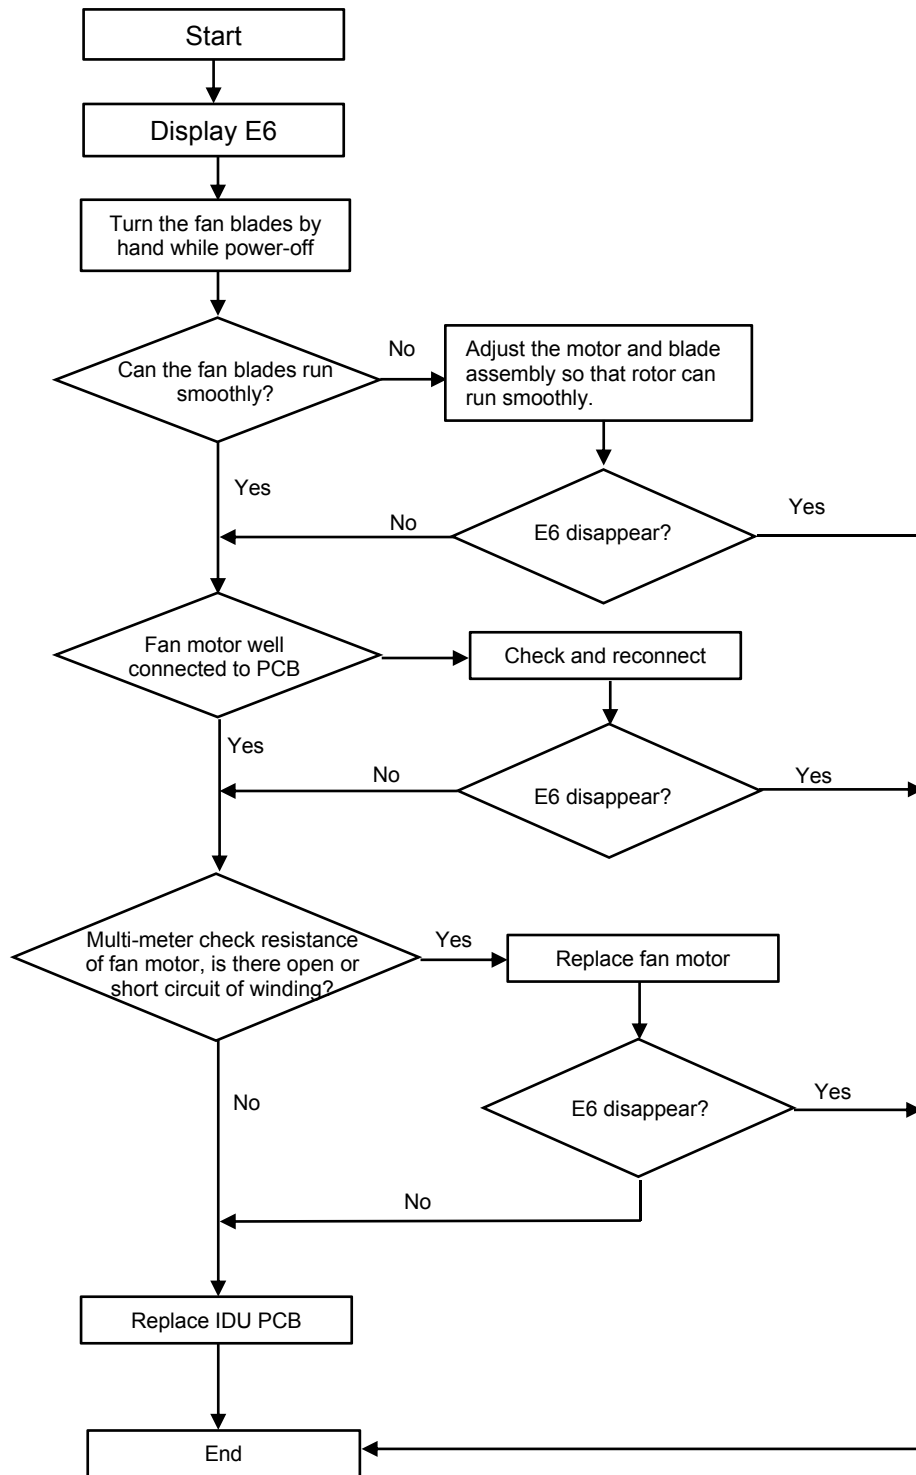 Start
Display E6
Turn the fan blades by
hand while power-off
Can the fan blades run
smoothly?
No
Adjust the motor and blade
assembly so that rotor can
run smoothly.
Yes
No
E6 disappear?
Yes
Fan motor well
connected to PCB
Check and reconnect
Yes
No
E6 disappear?
Yes
Multi-meter check resistance
of fan motor, is there open or
short circuit of winding?
Yes
Replace fan motor
No
E6 disappear?
Yes
No
Replace IDU PCB
End